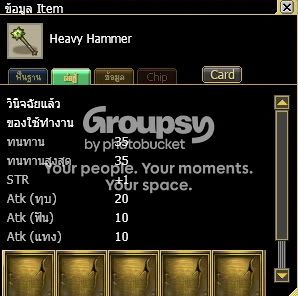 ข้อมูล Item
Heavy Hammer
พื้นฐาน
ข้อมูล
Chip
Card
วินิจฉัยแล้ว
ของใช้ทำงาน
Groupsy
by photobucket
ทนทาน 35
ทนทานสูงสุด 35
Your people. Your moments.
Your space.
STR +1
Atk (ทุบ) 20
Atk (ฟัน) 10
Atk (แทง) 10